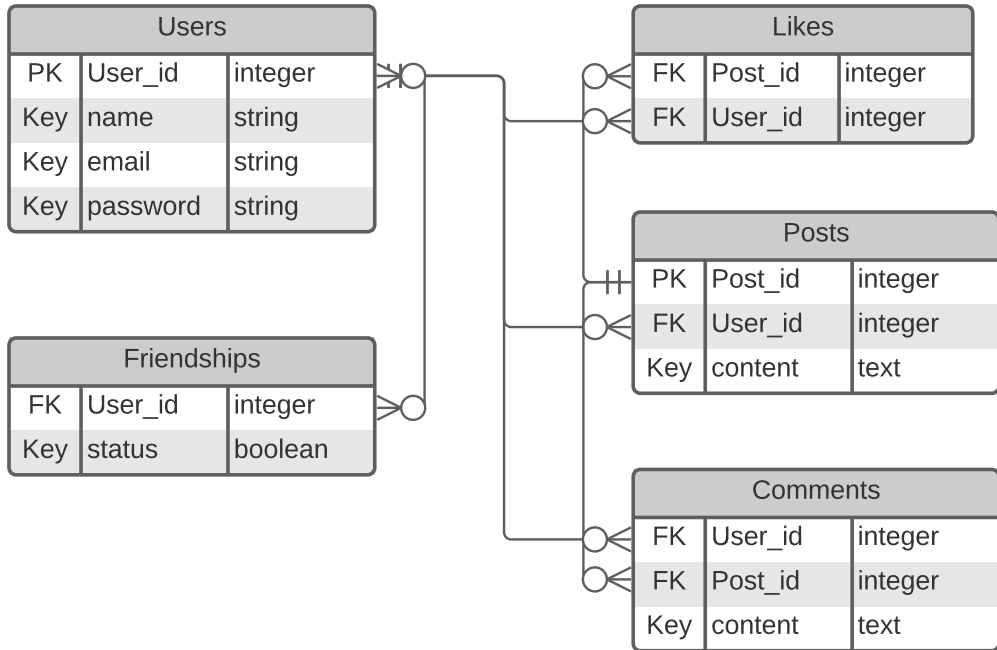 Users
PK User_id integer
Key name string
Key email string
Key password string
Friendships
FK User_id integer
Key status boolean
Likes
FK Post_id integer
FK User_id integer
Posts
PK Post_id integer
FK User_id integer
Key content text
Comments
FK User_id integer
FK Post_id integer
Key content text